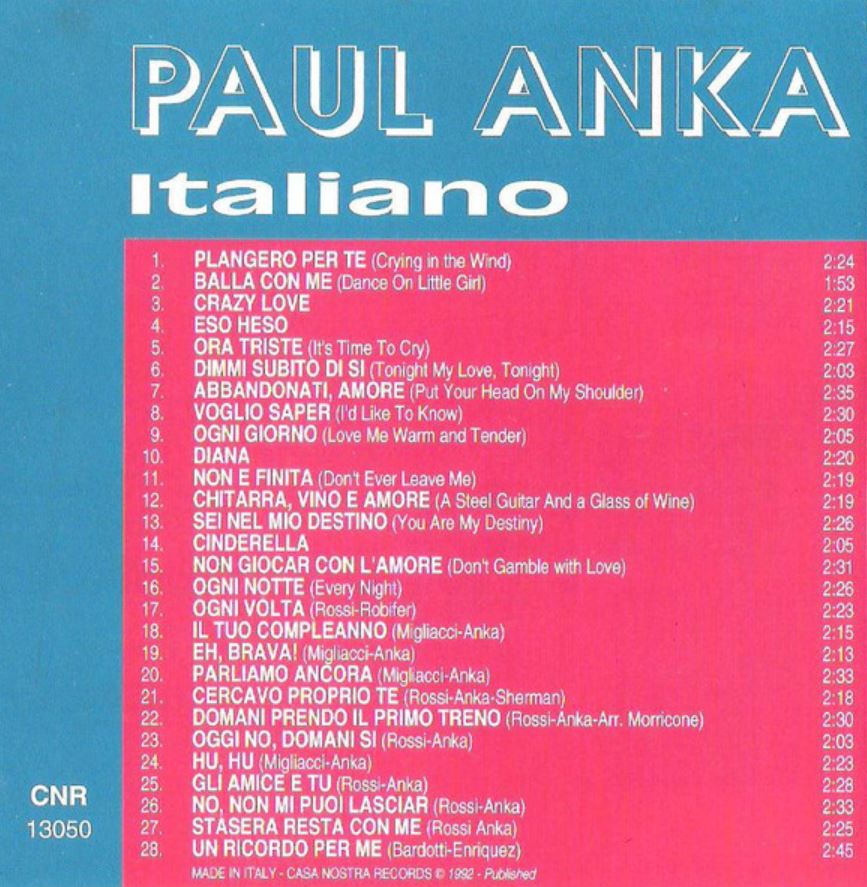 PAUL ANKA
Italiano
1. PLANGERO PER TE (Crying in the Wind) 2:24
2. BALLA CON ME (Dance On Little Girl) 1:53
3. CRAZY LOVE 2:21
4. ESO HESO 2:15
5. ORA TRISTE (It's Time To Cry) 2:27
6. DIMMI SUBITO DI SI (Tonight My Love, Tonight) 2:03
7. ABBANDONATI, AMORE (Put Your Head On My Shoulder) 2:35
8. VOGLIO SAPER (I'd Like To Know) 2:30
9. OGNI GIORNO (Love Me Warm and Tender) 2:05
10. DIANA 2:20
11. NON E FINITA (Don't Ever Leave Me) 2:19
12. CHITARRA, VINO E AMORE (A Steel Guitar And a Glass of Wine) 2:19
13. SEI NEL MIO DESTINO (You Are My Destiny) 2:26
14. CINDERELLA 2:05
15. NON GIOCAR CON L'AMORE (Don't Gamble with Love) 2:31
16. OGNI NOTTE (Every Night) 2:26
17. OGNI VOLTA (Rossi-Robifer) 2:23
18. IL TUO COMPLEANNO (Migliacci-Anka) 2:15
19. EH, BRAVA! (Migliacci-Anka) 2:13
20. PARLIAMO ANCORA (Migliacci-Anka) 2:33
21. CERCAVO PROPRIO TE (Rossi-Anka-Sherman) 2:18
22. DOMANI PRENDO IL PRIMO TRENO (Rossi-Anka-Arr. Morricone) 2:30
23. OGGI NO, DOMANI SI (Rossi-Anka) 2:03
24. HU, HU (Migliacci-Anka) 2:23
25. GLI AMICE E TU (Rossi-Anka) 2:28
26. NO, NON MI PUOI LASCIAR (Rossi-Anka) 2:33
27. STASERA RESTA CON ME (Rossi Anka) 2:25
28. UN RICORDO PER ME (Bardotti-Enriquez) 2:45
MADE IN ITALY - CASA NOSTRA RECORDS © 1992 - Published
CNR
13050